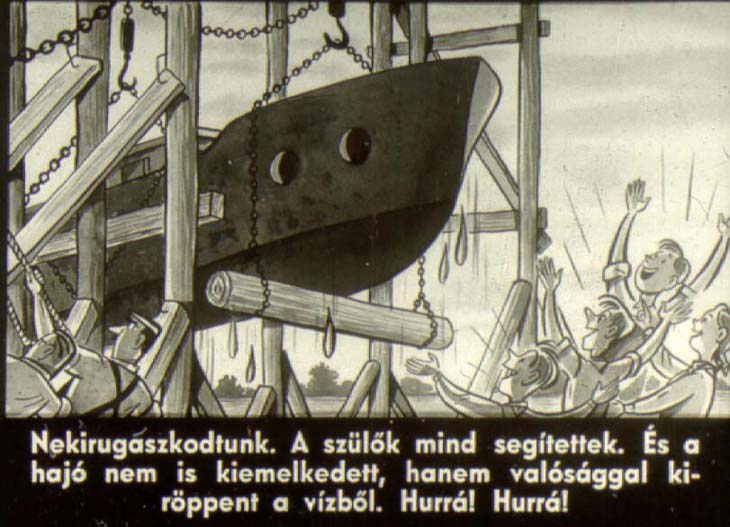 Nekirugaszkodtunk. A szülők mind segítettek. És a
hajó nem is kiemelkedett, hanem valósággal ki-
röppent a vízből. Hurrá! Hurrá!